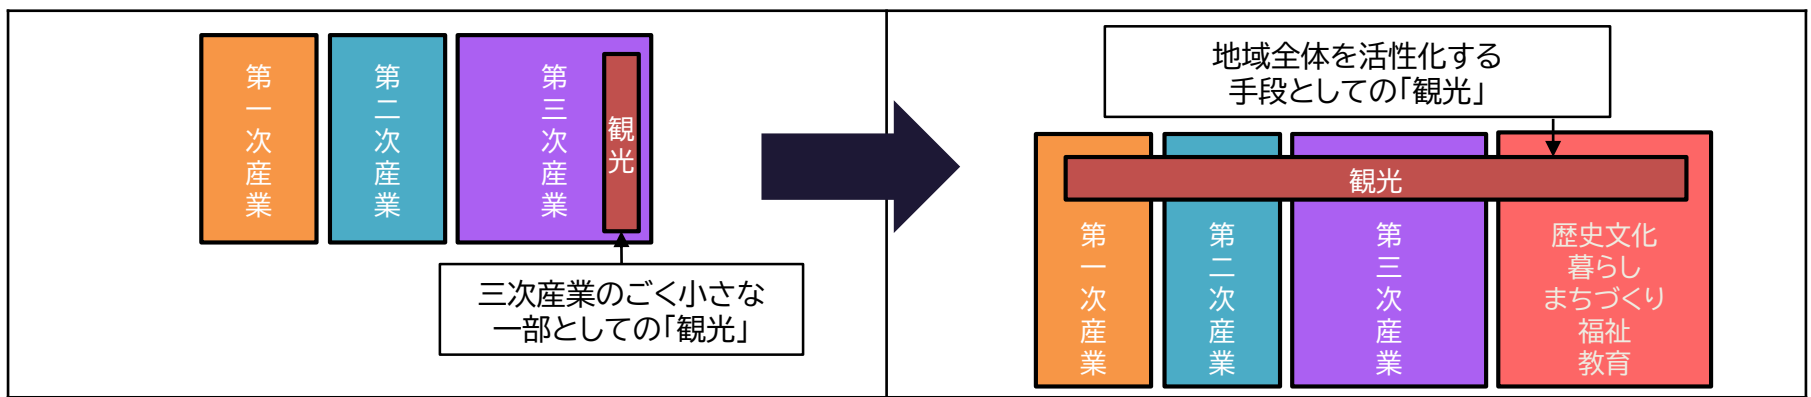 第一次産業
第二次産業
第三次産業
観光
三次産業のごく小さな
一部としての「観光」
地域全体を活性化する
手段としての「観光」
観光
第一次産業
第二次産業
第三次産業
歴史文化
暮らし
まちづくり
福祉
教育